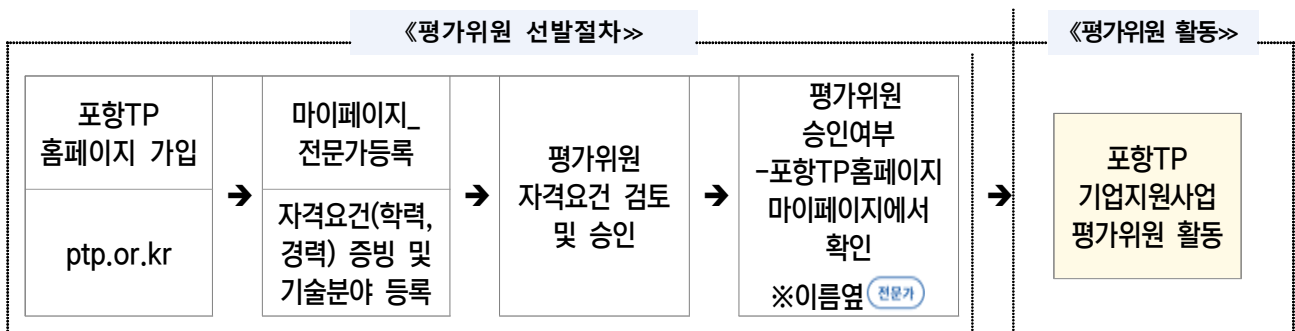 《평가위원 선발절차≫
《평가위원 활동≫
포항TP
홈페이지 가입
ptp.or.kr
➔
마이페이지_
전문가등록
자격요건(학력,
경력) 증빙 및
기술분야 등록
➔
평가위원
자격요건 검토
및 승인
➔
평가위원
승인여부
-포항TP홈페이지
마이페이지에서
확인
※이름옆 전문가
➔
포항TP
기업지원사업
평가위원 활동